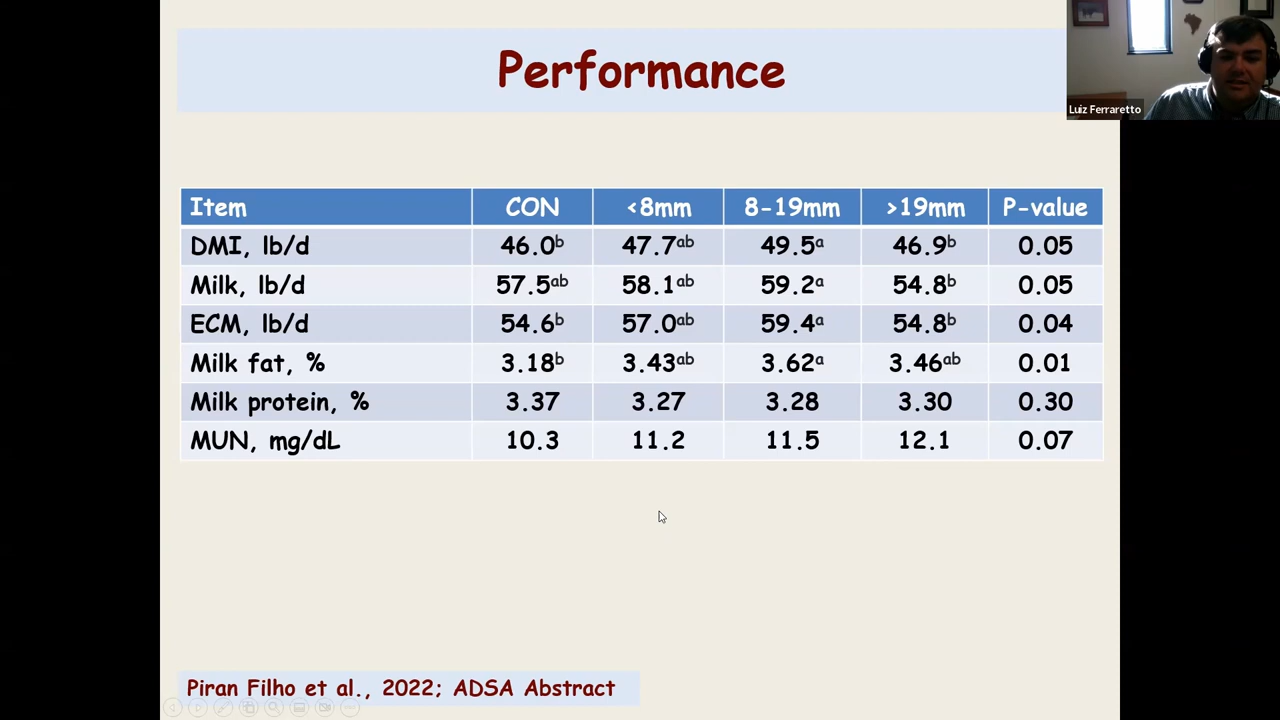 Performance
Luiz Ferraretto
Item CON <8mm 8-19mm >19mm P-value
DMI, lb/d 46.0ᵇ 47.7ᵃᵇ 49.5ᵃ 46.9ᵇ 0.05
Milk, lb/d 57.5ᵃᵇ 58.1ᵃᵇ 59.2ᵃ 54.8ᵇ 0.05
ECM, lb/d 54.6ᵇ 57.0ᵃᵇ 59.4ᵃ 54.8ᵇ 0.04
Milk fat, % 3.18ᵇ 3.43ᵃᵇ 3.62ᵃ 3.46ᵃᵇ 0.01
Milk protein, % 3.37 3.27 3.28 3.30 0.30
MUN, mg/dL 10.3 11.2 11.5 12.1 0.07
Piran Filho et al., 2022; ADSA Abstract